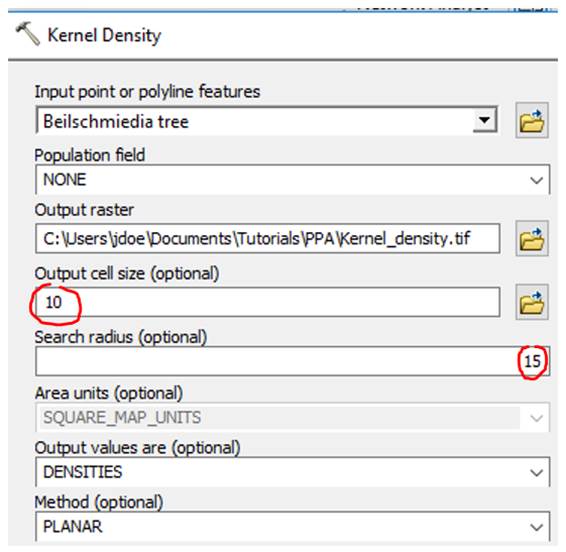 Kernel Density
Input point or polyline features
Beilschmiedia tree
Population field
NONE
Output raster
C:\Users\jdoe\Documents\Tutorials\PPA\Kernel_density.tif
Output cell size (optional)
10
Search radius (optional)
15
Area units (optional)
SQUARE_MAP_UNITS
Output values are (optional)
DENSITIES
Method (optional)
PLANAR